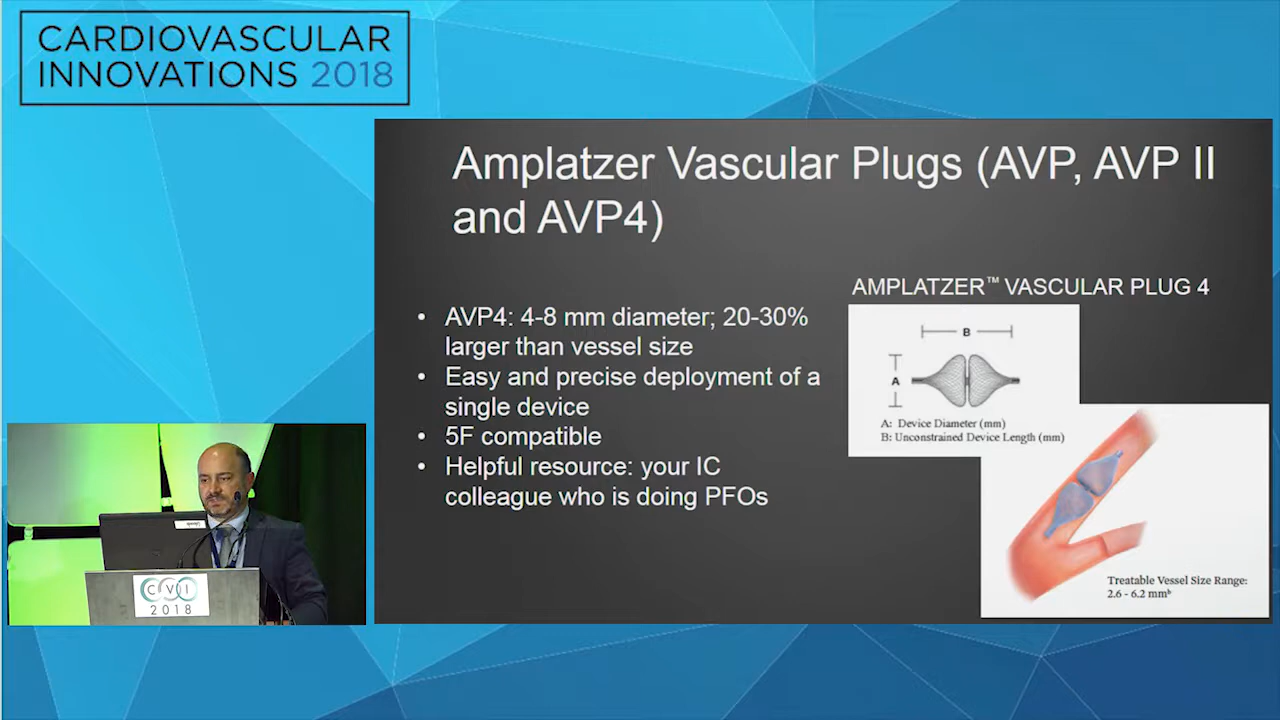 CARDIOVASCULAR
INNOVATIONS 2018
Amplatzer Vascular Plugs (AVP, AVP II
and AVP4)
• AVP4: 4-8 mm diameter; 20-30%
larger than vessel size
• Easy and precise deployment of a
single device
• 5F compatible
• Helpful resource: your IC
colleague who is doing PFOs
AMPLATZER™ VASCULAR PLUG 4
B
A
A: Device Diameter (mm)
B: Unconstrained Device Length (mm)
Treatable Vessel Size Range:
2.6 - 6.2 mmᵇ
CVI
2018